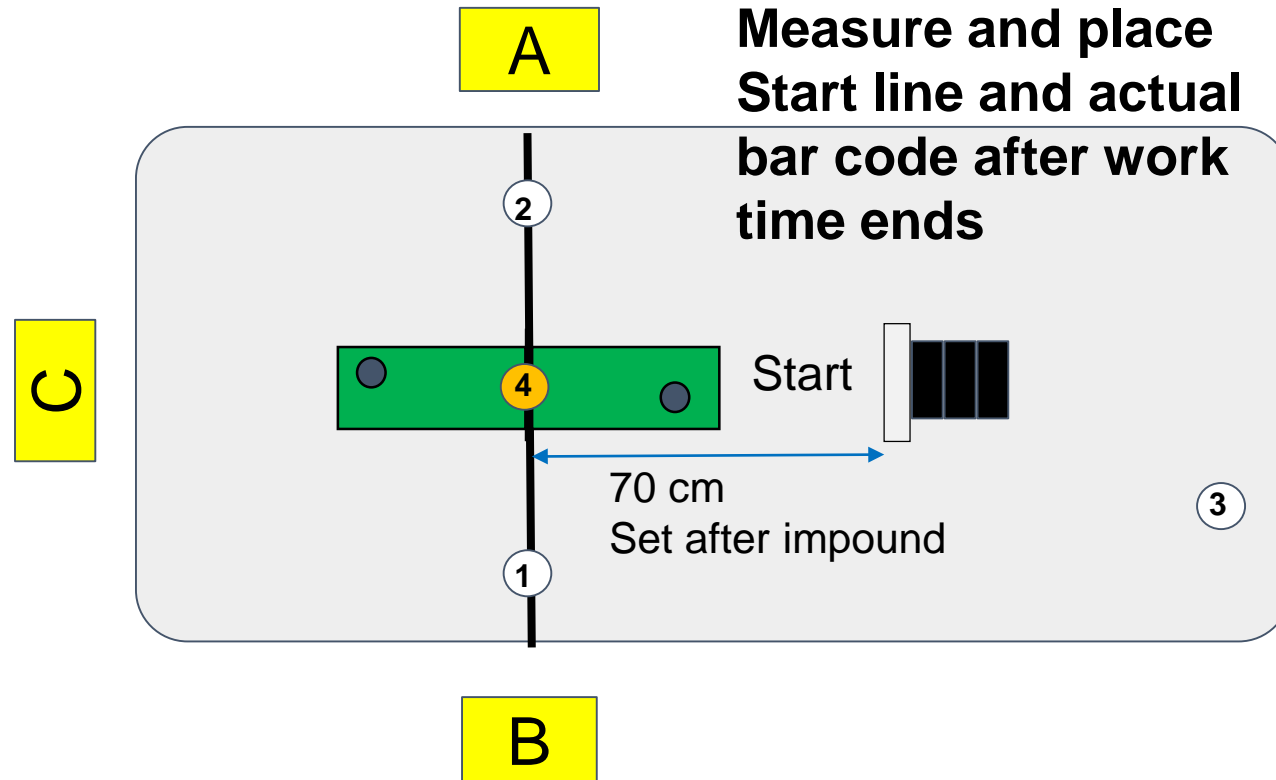 A
Measure and place
Start line and actual
bar code after work
time ends
2
C
4
Start
70 cm
Set after impound
3
1
B